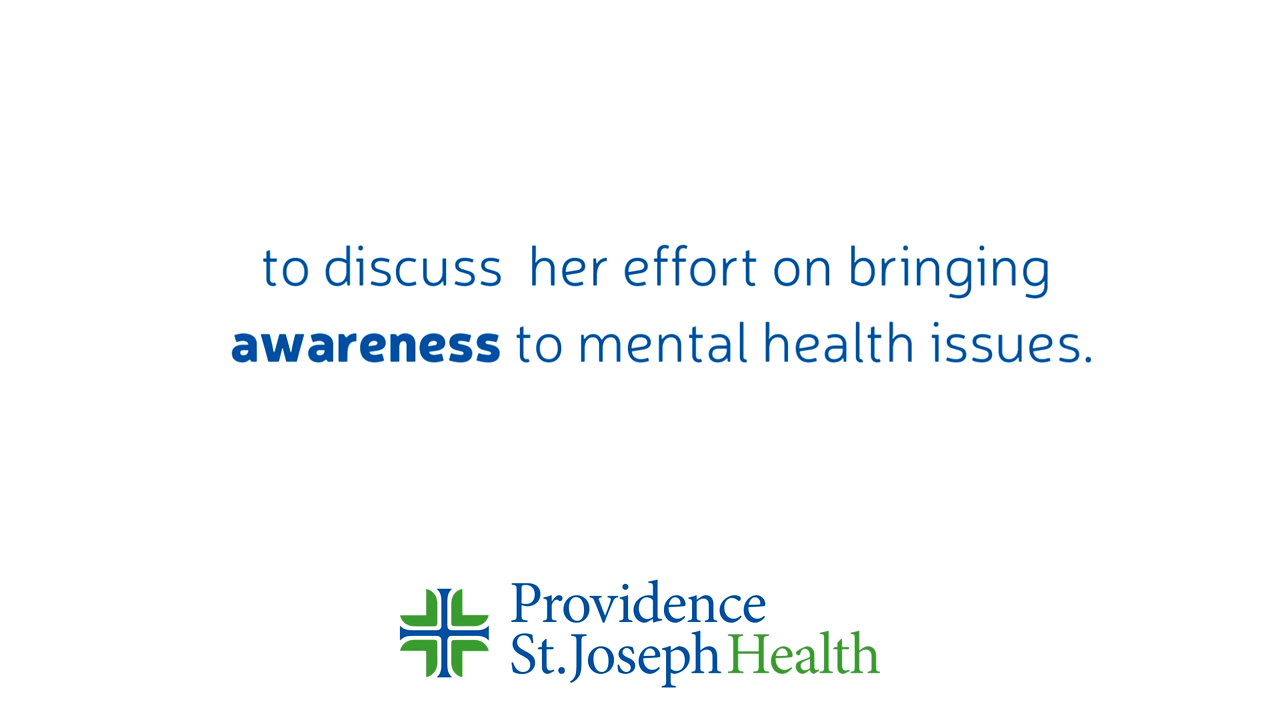 to discuss  her effort on bringing
awareness to mental health issues.
Providence
St.Joseph Health